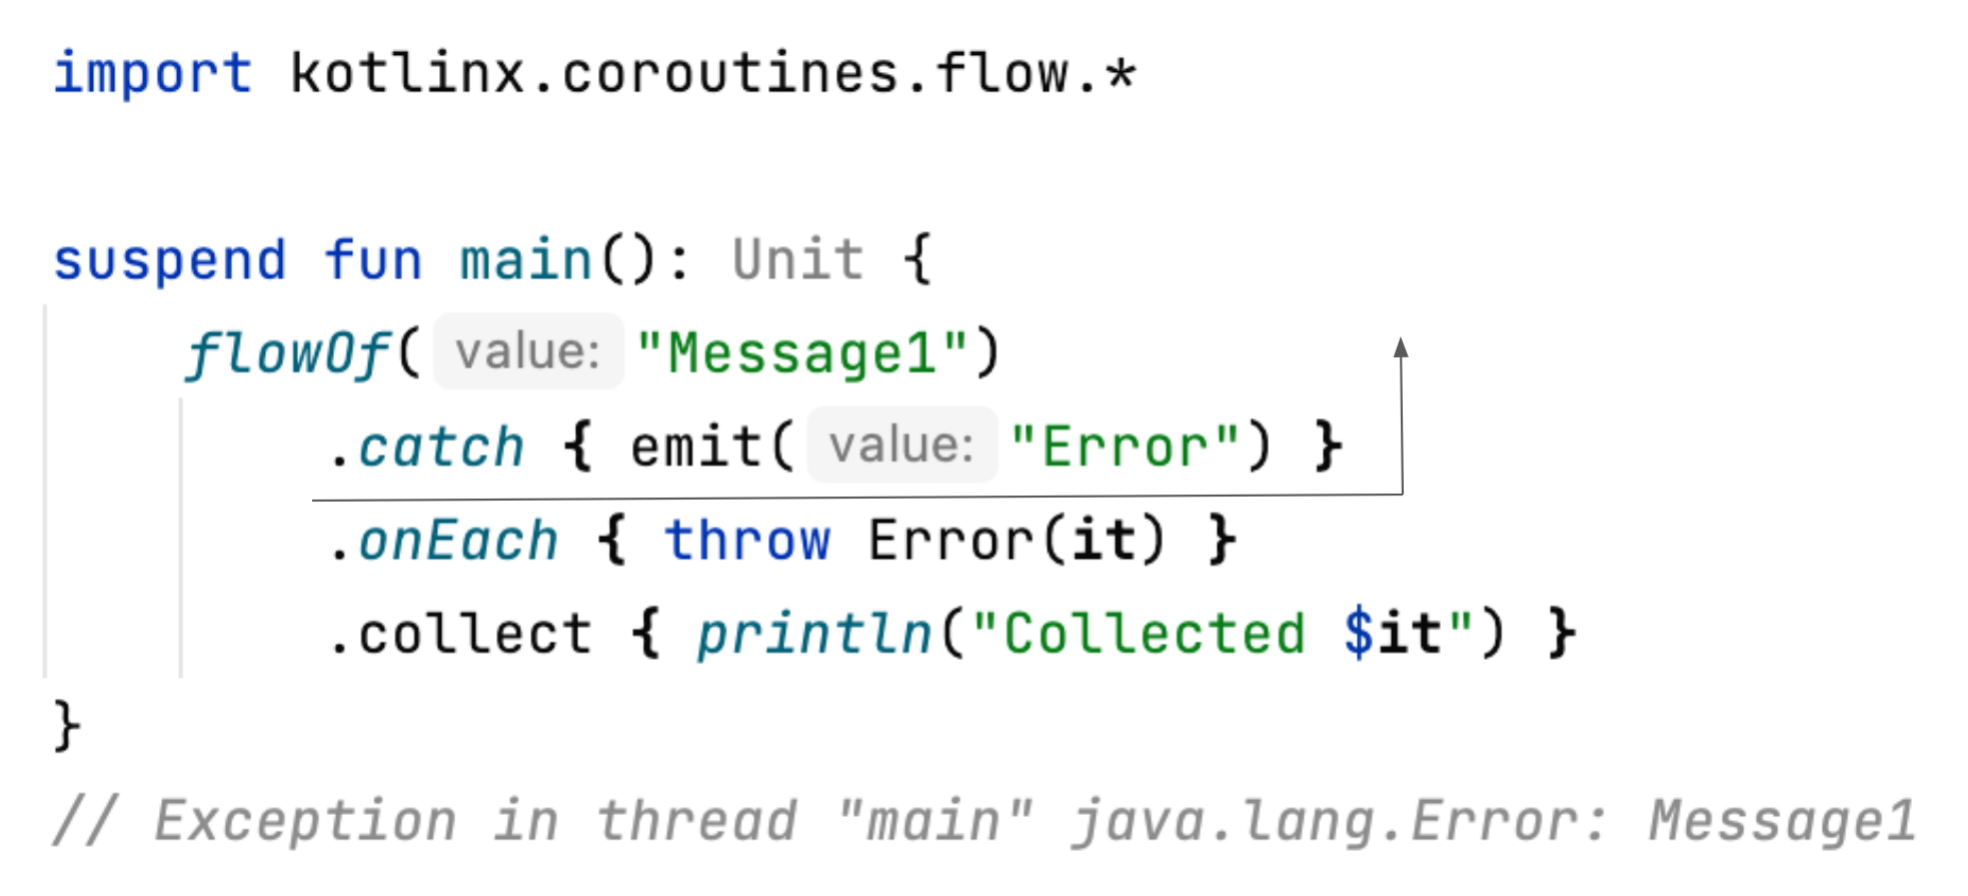 import kotlinx.coroutines.flow.*
suspend fun main(): Unit {
flowOf( value: "Message1")
.catch { emit( value: "Error") }
.onEach { throw Error(it) }
.collect { println("Collected $it") }
}
// Exception in thread "main" java.lang.Error: Message1